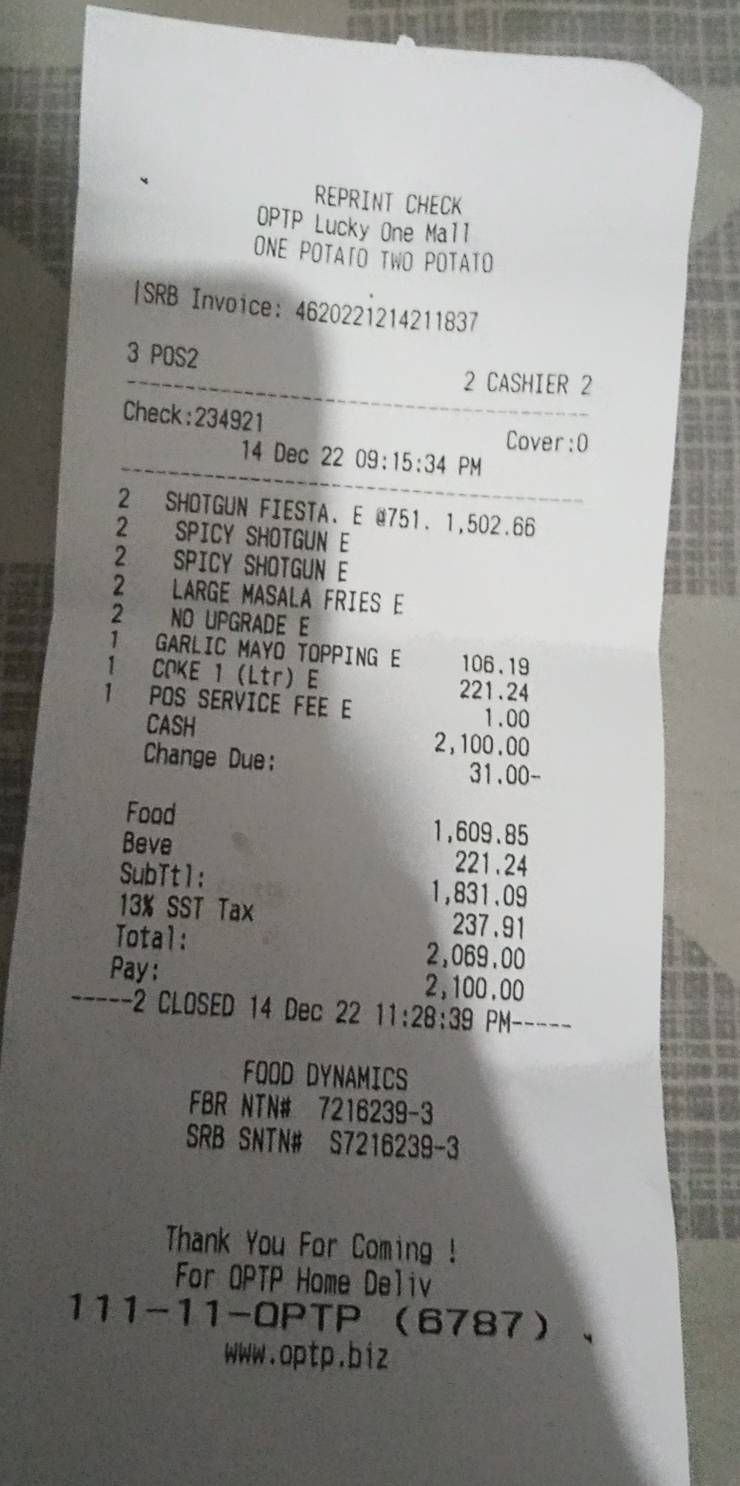 REPRINT CHECK
OPTP Lucky One Mall
ONE POTATO TWO POTATO
|SRB Invoice: 4620221214211837
3 POS2
2 CASHIER 2
--------------------------------------
Check:234921
Cover:0
14 Dec 22 09:15:34 PM
--------------------------------------
2 SHOTGUN FIESTA. E @751. 1,502.66
2 SPICY SHOTGUN E
2 SPICY SHOTGUN E
2 LARGE MASALA FRIES E
2 NO UPGRADE E
1 GARLIC MAYO TOPPING E 106.19
1 COKE 1 (Ltr) E 221.24
1 POS SERVICE FEE E 1.00
CASH 2,100.00
Change Due: 31.00-
Food 1,609.85
Beve 221.24
SubTtl: 1,831.09
13% SST Tax 237.91
Total: 2,069.00
Pay: 2,100.00
-----2 CLOSED 14 Dec 22 11:28:39 PM-----
FOOD DYNAMICS
FBR NTN# 7216239-3
SRB SNTN# S7216239-3
Thank You For Coming !
For OPTP Home Deliv
111-11-OPTP (6787)
www.optp.biz